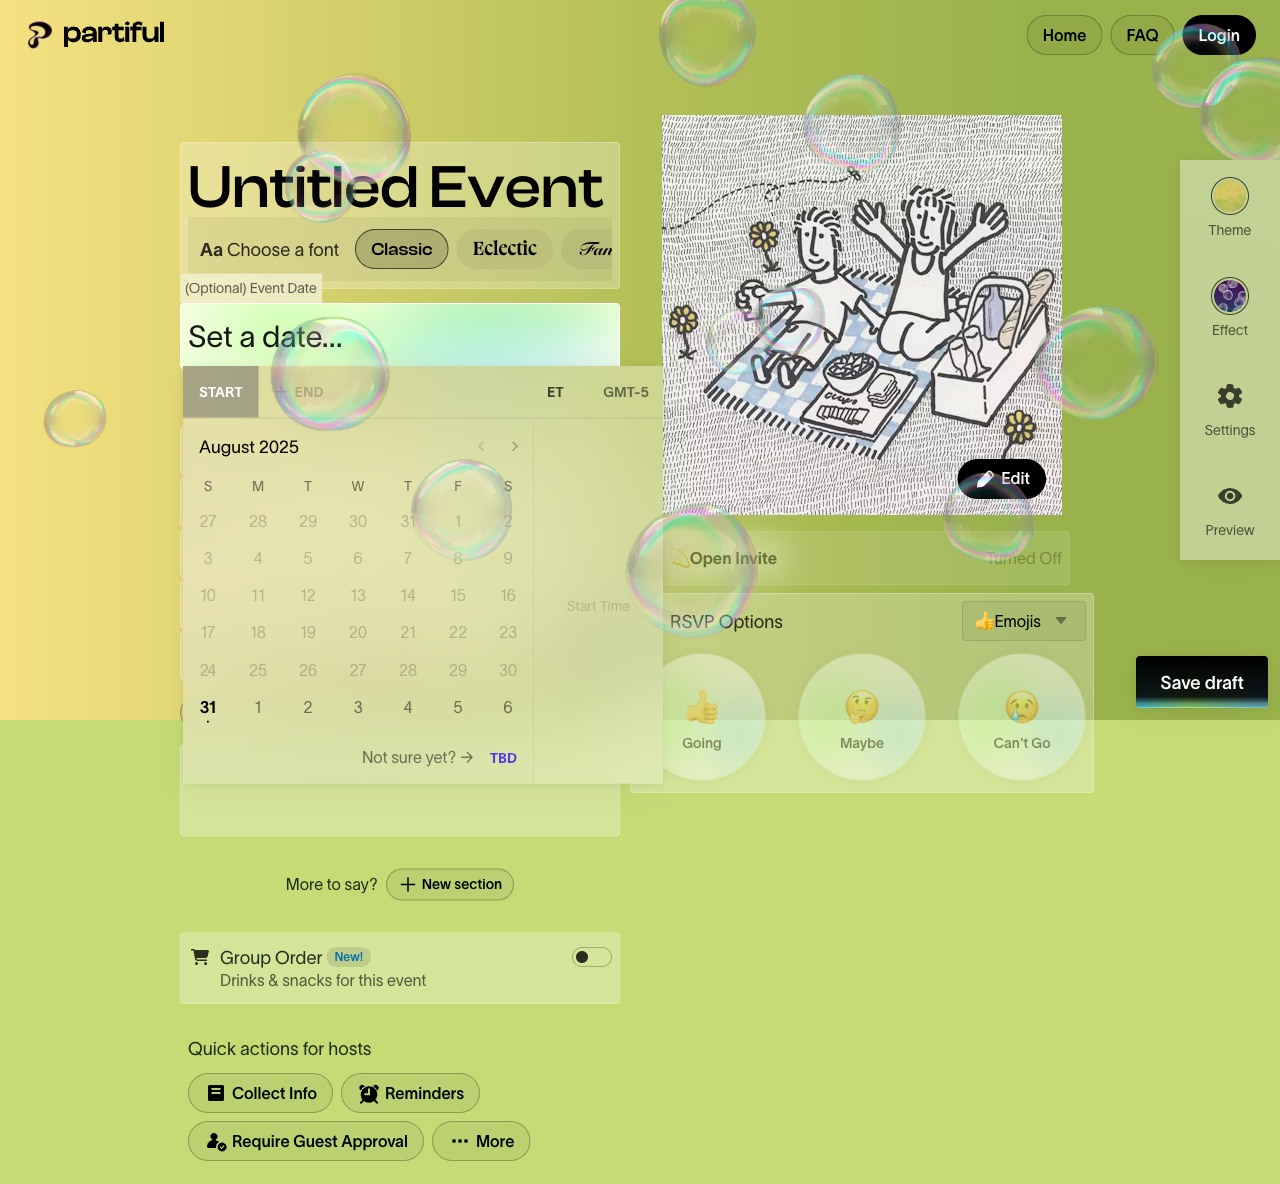 partiful
Home
FAQ
Login
Untitled Event
Aa Choose a font
Classic
Eclectic
Fan
(Optional) Event Date
Set a date...
START
+ END
ET
GMT-5
August 2025
S M T W T F S
27 28 29 30 31 1 2
3 4 5 6 7 8 9
10 11 12 13 14 15 16
17 18 19 20 21 22 23
24 25 26 27 28 29 30
31 1 2 3 4 5 6
Start Time
Not sure yet? → TBD
Edit
Open Invite
Turned Off
RSVP Options
👍Emojis
Going
Maybe
Can't Go
Theme
Effect
Settings
Preview
Save draft
More to say?
+ New section
Group Order New!
Drinks & snacks for this event
Quick actions for hosts
Collect Info
Reminders
Require Guest Approval
More